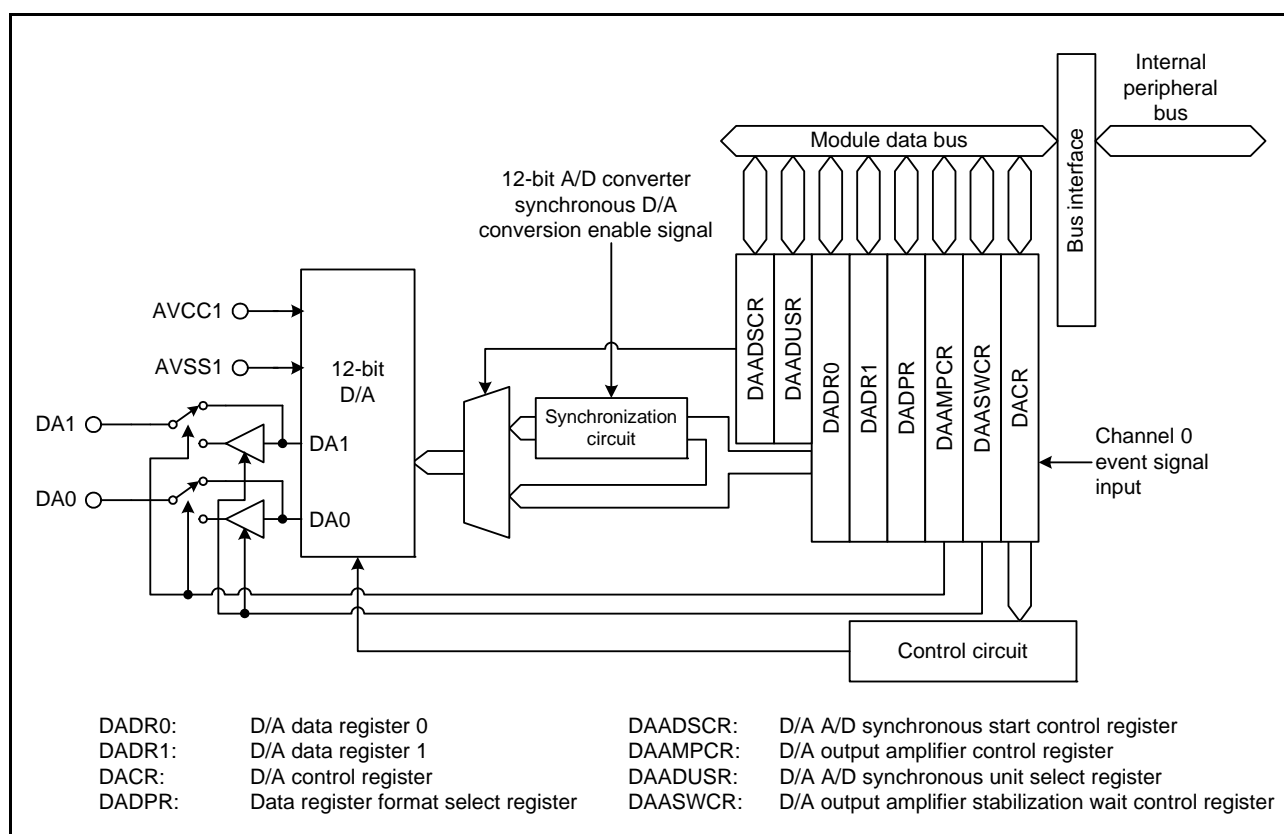 Internal
peripheral
bus
Module data bus
Bus interface
12-bit A/D converter
synchronous D/A
conversion enable signal
DAADSCR
DAADUSR
DADR0
DADR1
DADPR
DAAMPCR
DAASWCR
DACR
AVCC1
AVSS1
12-bit
D/A
Synchronization
circuit
DA1
DA1
DA0
DA0
Channel 0
event signal
input
Control circuit
DADR0: D/A data register 0
DADR1: D/A data register 1
DACR: D/A control register
DADPR: Data register format select register
DAADSCR: D/A A/D synchronous start control register
DAAMPCR: D/A output amplifier control register
DAADUSR: D/A A/D synchronous unit select register
DAASWCR: D/A output amplifier stabilization wait control register